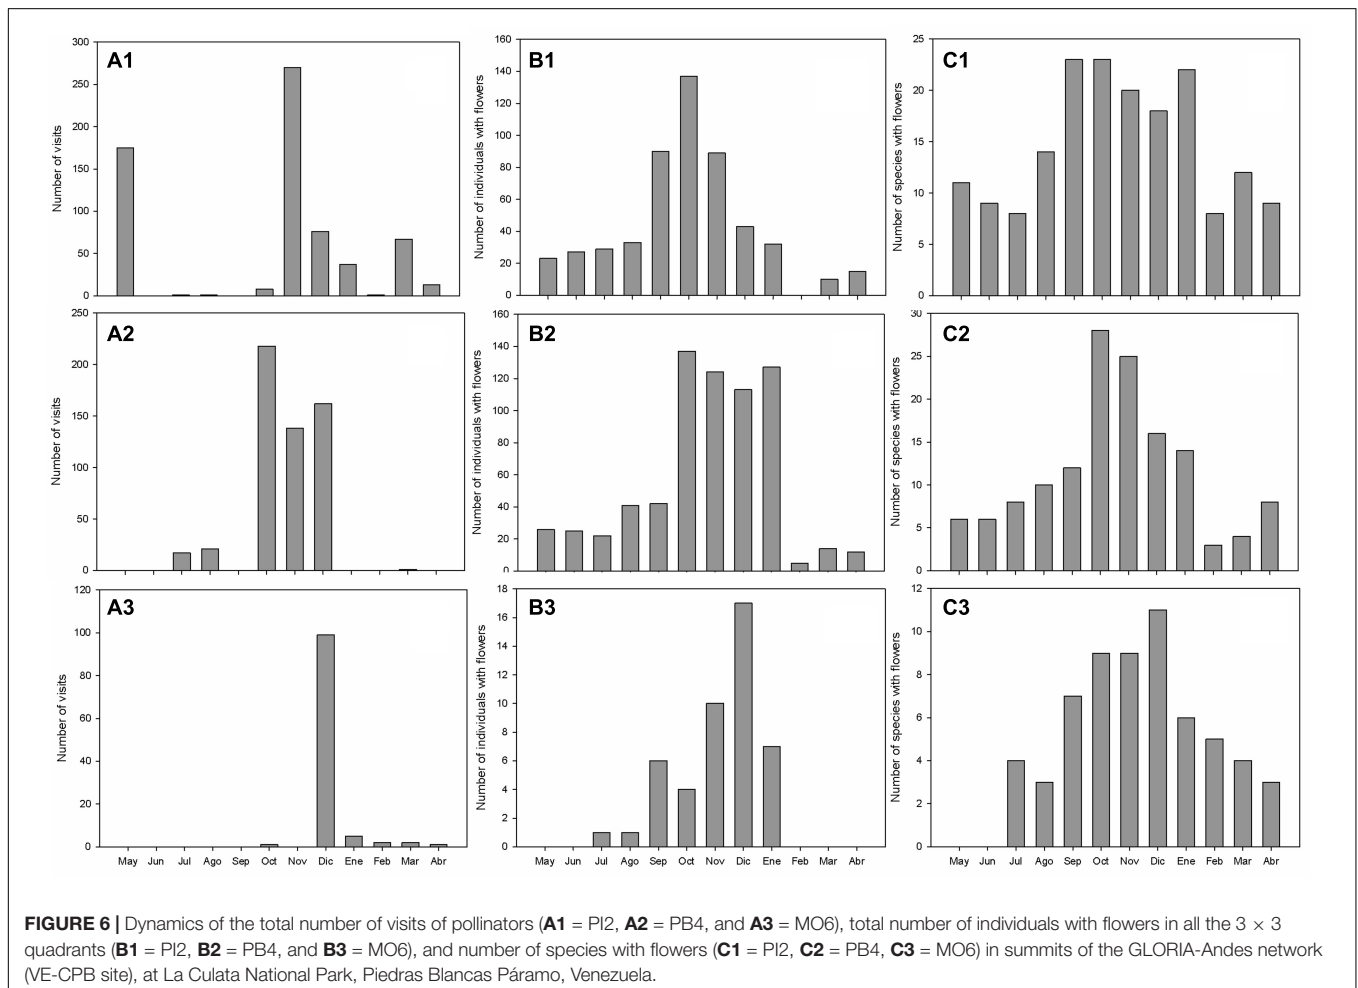 A1
Number of visits
300
250
200
150
100
50
0
B1
Number of individuals with flowers
160
140
120
100
80
60
40
20
0
C1
Number of species with flowers
25
20
15
10
5
0
A2
Number of visits
250
200
150
100
50
0
B2
Number of individuals with flowers
160
140
120
100
80
60
40
20
0
C2
Number of species with flowers
30
25
20
15
10
5
0
A3
Number of visits
120
100
80
60
40
20
0
May Jun Jul Ago Sep Oct Nov Dic Ene Feb Mar Abr
B3
Number of individuals with flowers
18
16
14
12
10
8
6
4
2
0
May Jun Jul Ago Sep Oct Nov Dic Ene Feb Mar Abr
C3
Number of species with flowers
12
10
8
6
4
2
0
May Jun Jul Ago Sep Oct Nov Dic Ene Feb Mar Abr
FIGURE 6 | Dynamics of the total number of visits of pollinators (A1 = PI2, A2 = PB4, and A3 = MO6), total number of individuals with flowers in all the 3 × 3
quadrants (B1 = PI2, B2 = PB4, and B3 = MO6), and number of species with flowers (C1 = PI2, C2 = PB4, C3 = MO6) in summits of the GLORIA-Andes network
(VE-CPB site), at La Culata National Park, Piedras Blancas Páramo, Venezuela.